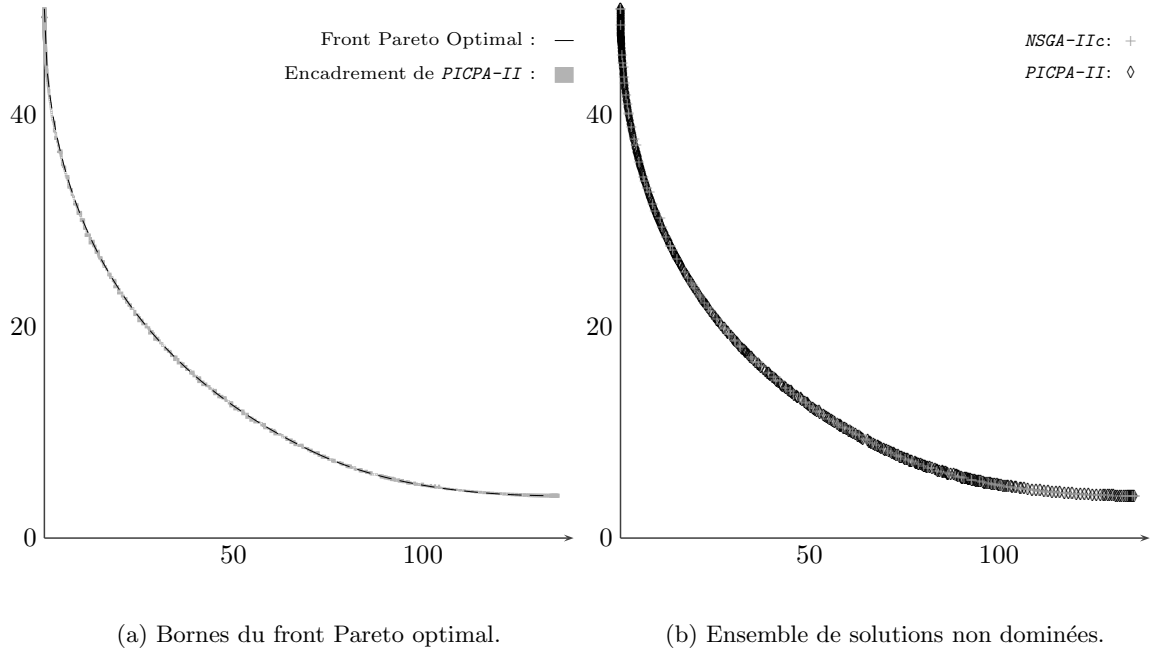 Front Pareto Optimal :
Encadrement de PICPA-II :
40
20
0
50
100
(a) Bornes du front Pareto optimal.
NSGA-IIc:
PICPA-II:
40
20
0
50
100
(b) Ensemble de solutions non dominées.